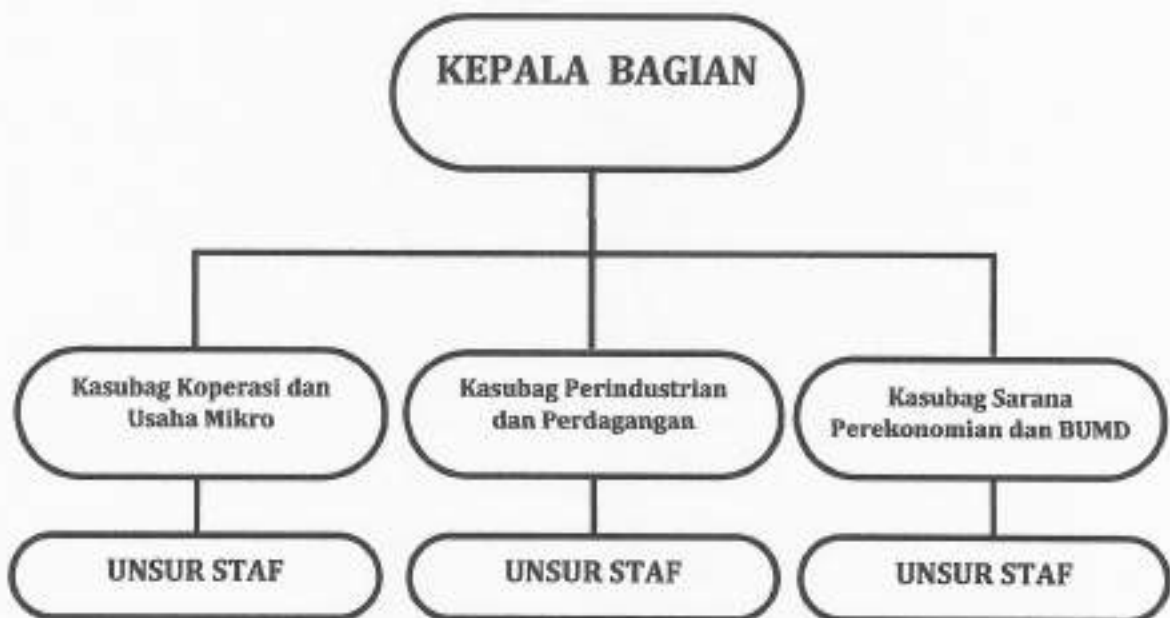 KEPALA BAGIAN
Kasubag Koperasi dan
Usaha Mikro
Kasubag Perindustrian
dan Perdagangan
Kasubag Sarana
Perekonomian dan BUMD
UNSUR STAF
UNSUR STAF
UNSUR STAF